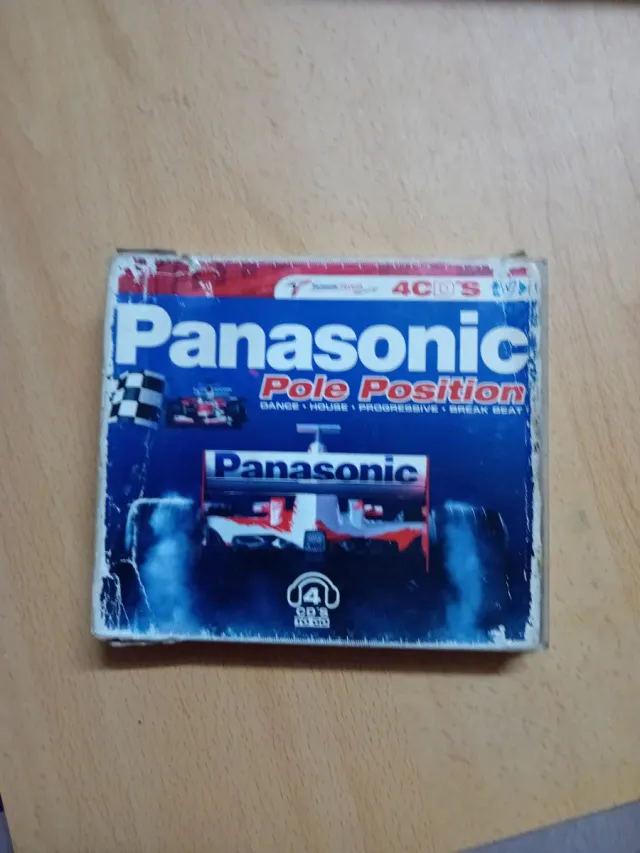 4CD'S
Panasonic
Pole Position
DANCE • HOUSE • PROGRESSIVE • BREAK BEAT
Panasonic
4
CD'S